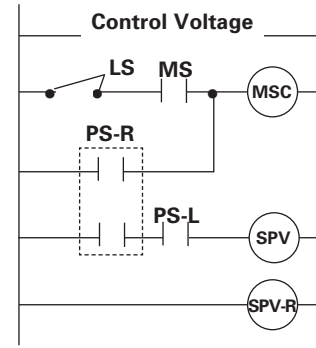 Control Voltage
LS MS
MSC
PS-R
PS-L
SPV
SPV-R